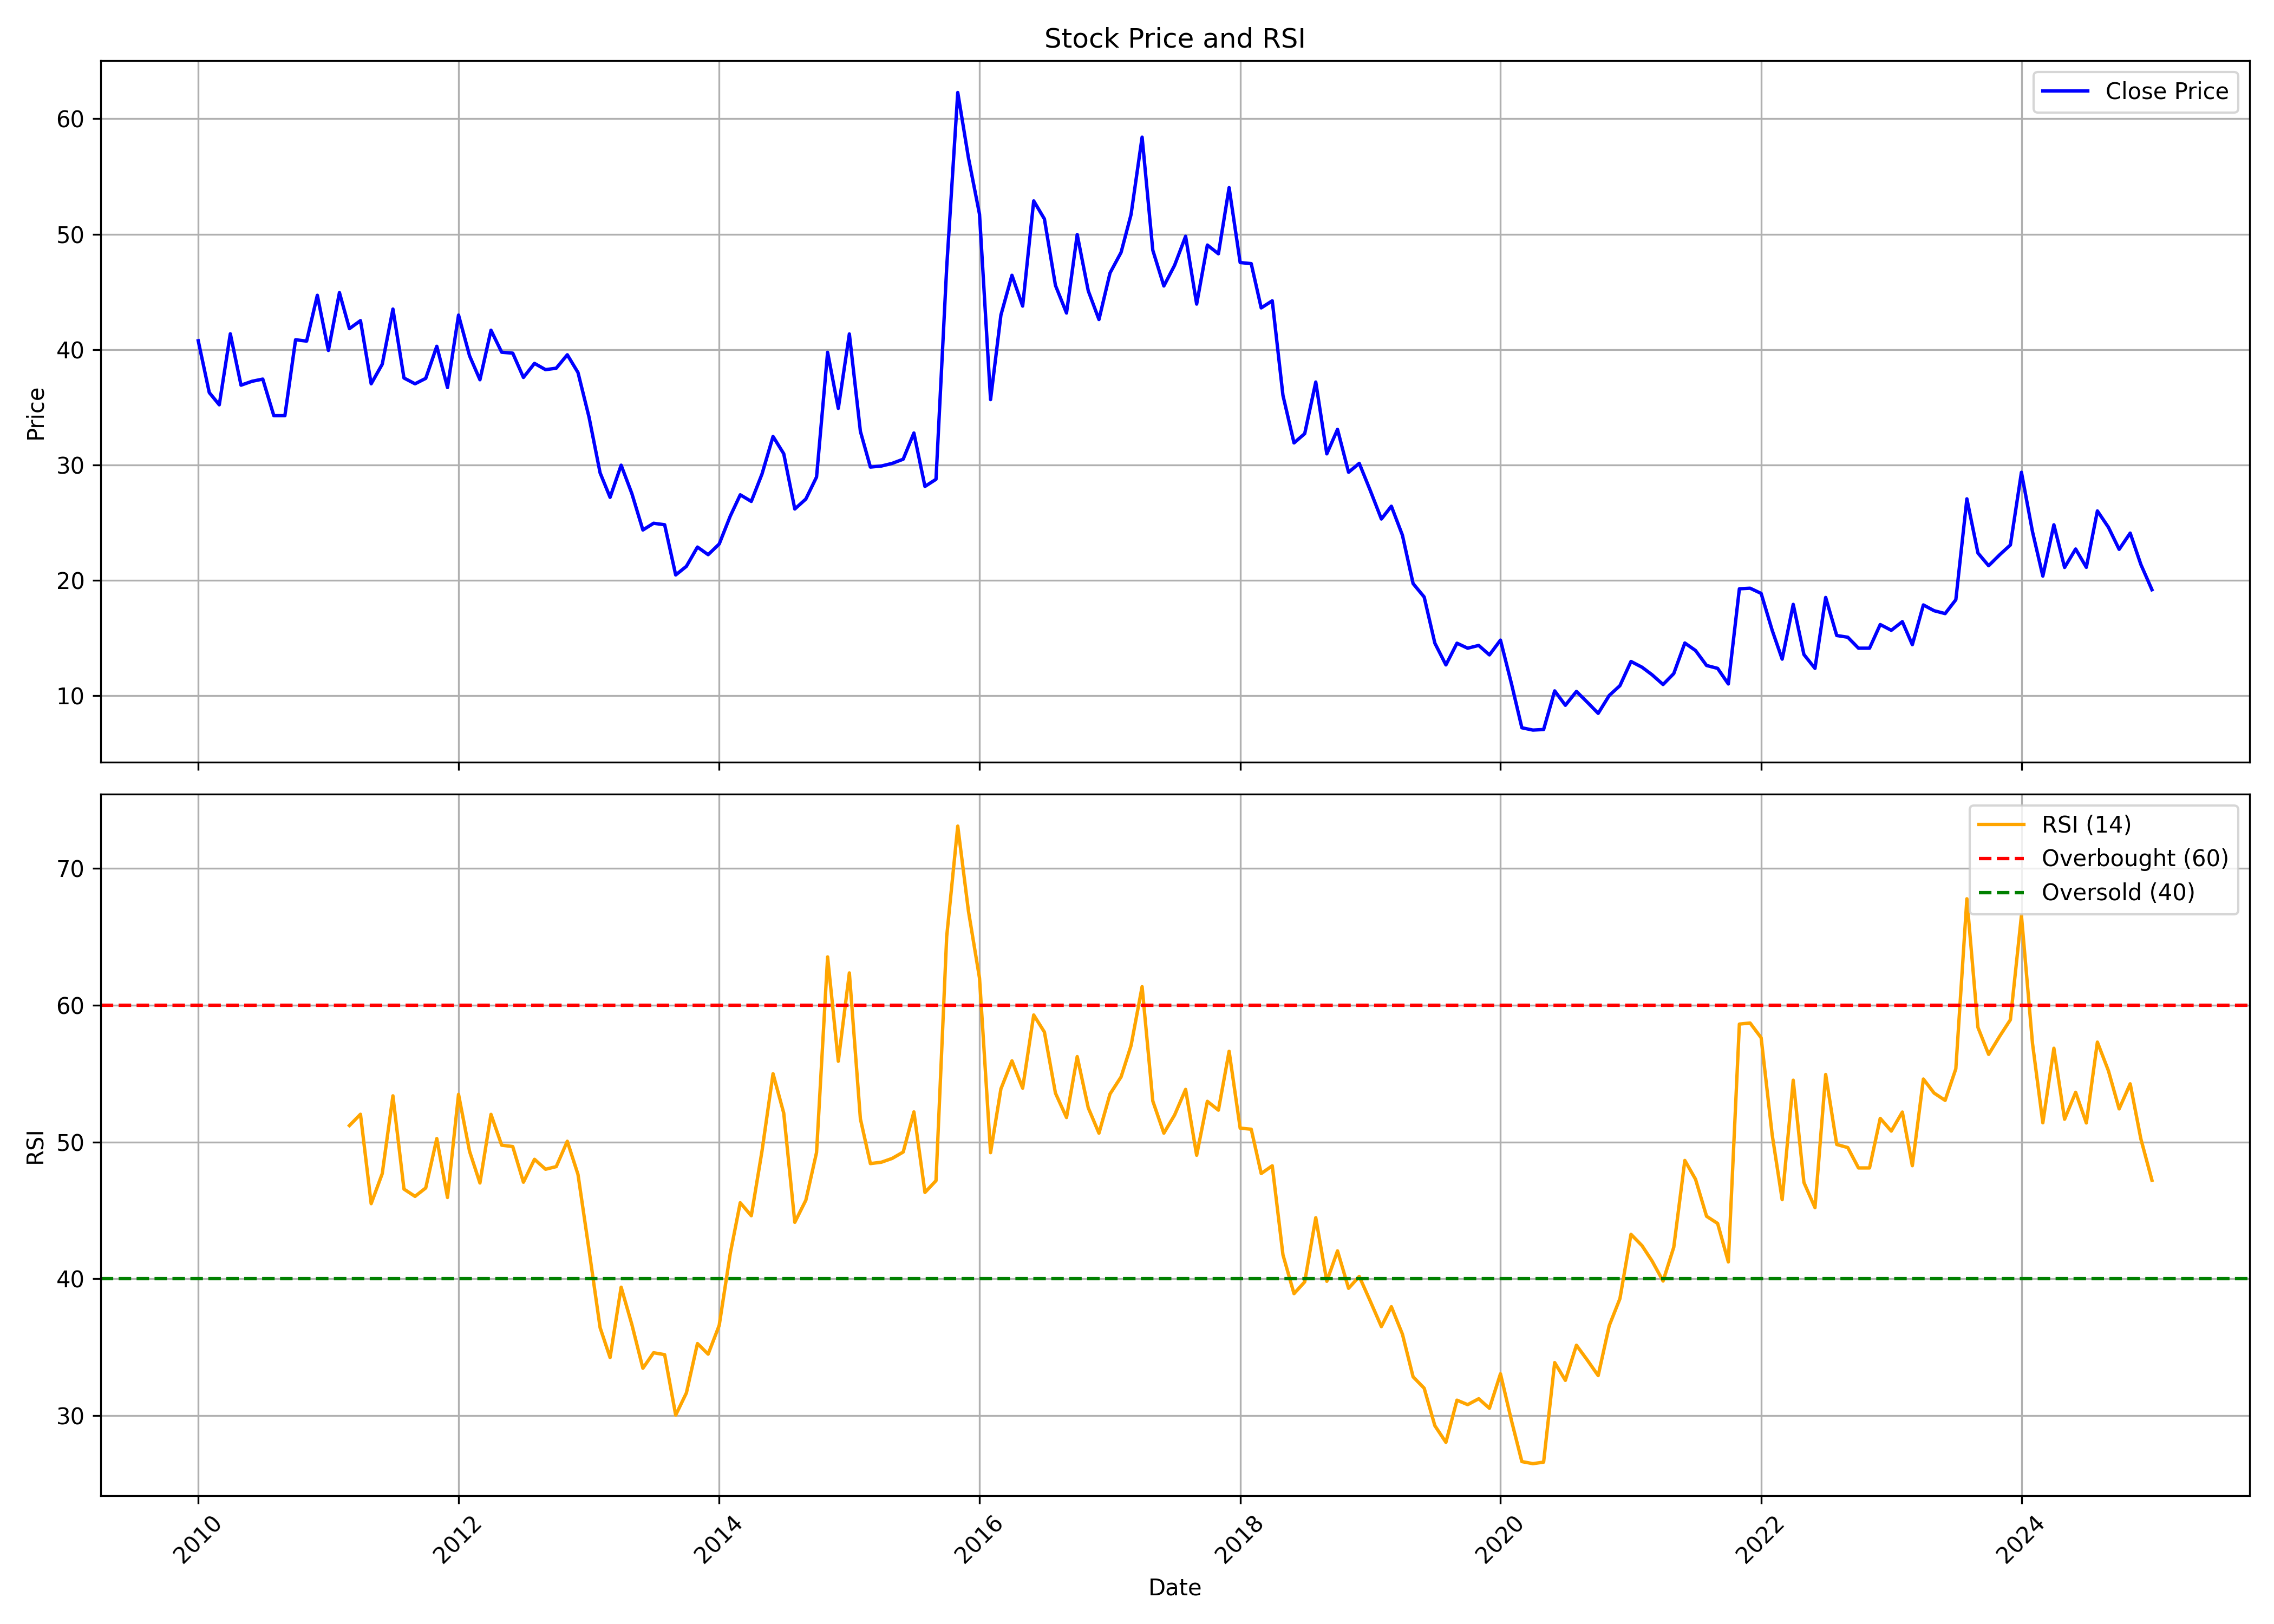 Stock Price and RSI
Close Price
Price
60
50
40
30
20
10
RSI (14)
Overbought (60)
Oversold (40)
RSI
70
60
50
40
30
2010
2012
2014
2016
2018
2020
2022
2024
Date